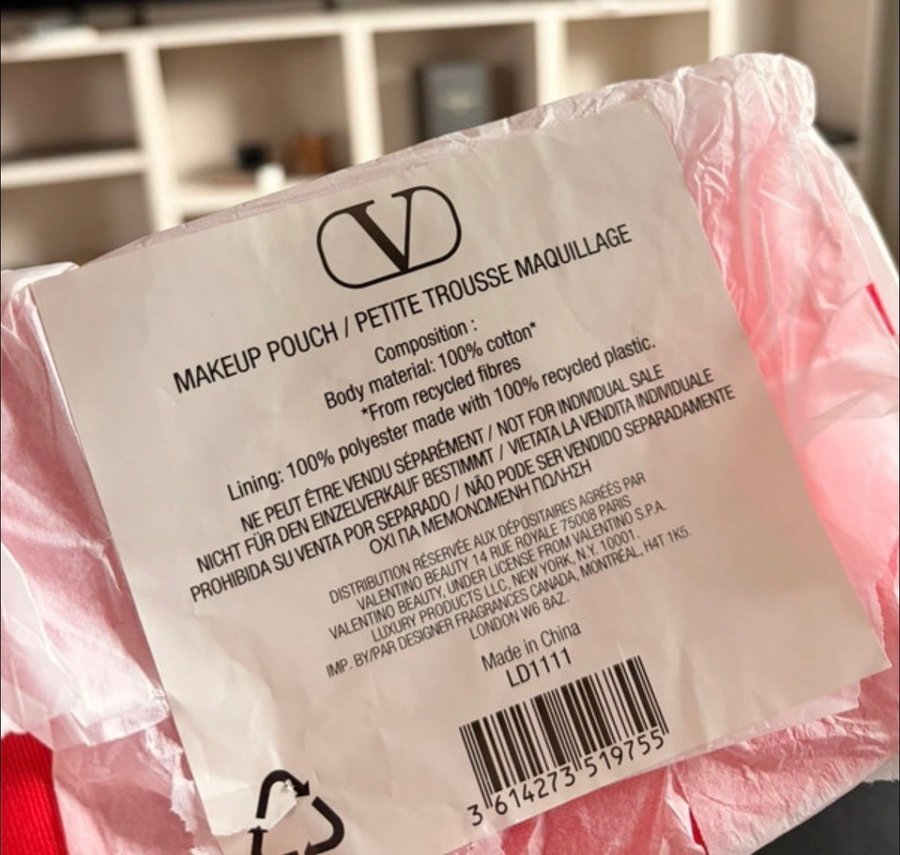 V
MAKEUP POUCH / PETITE TROUSSE MAQUILLAGE
Composition :
Body material: 100% cotton*
*From recycled fibres
Lining: 100% polyester made with 100% recycled plastic.
NE PEUT ÊTRE VENDU SÉPARÉMENT / NOT FOR INDIVIDUAL SALE
NICHT FÜR DEN EINZELVERKAUF BESTIMMT / VIETATA LA VENDITA INDIVIDUALE
PROHIBIDA SU VENTA POR SEPARADO / NÃO PODE SER VENDIDO SEPARADAMENTE
ΟΧΙ ΓΙΑ ΜΕΜΟΝΩΜΕΝΗ ΠΩΛΗΣΗ
DISTRIBUTION RÉSERVÉE AUX DÉPOSITAIRES AGRÉÉS PAR
VALENTINO BEAUTY 14 RUE ROYALE 75008 PARIS
VALENTINO BEAUTY, UNDER LICENSE FROM VALENTINO S.P.A.
LUXURY PRODUCTS LLC. NEW YORK, N.Y. 10001.
IMP. BY/PAR DESIGNER FRAGRANCES CANADA, MONTRÉAL, H4T 1K5.
LONDON W6 8AZ.
Made in China
LD1111
3 614273 519755